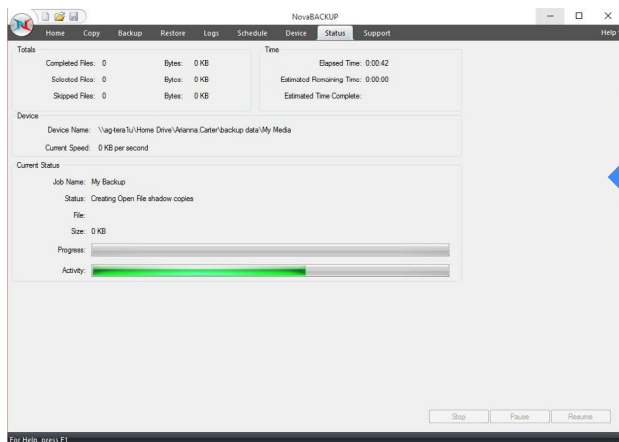 NovaBACKUP
Home Copy Backup Restore Logs Schedule Device Status Support Help
Totals
Completed Files: 0 Bytes: 0 KB
Selected Files: 0 Bytes: 0 KB
Skipped Files: 0 Bytes: 0 KB
Time
Elapsed Time: 0:00:42
Estimated Remaining Time: 0:00:00
Estimated Time Complete:
Device
Device Name: \\ag-tera1u\Home Drive\Arianna.Carter\backup data\My Media
Current Speed: 0 KB per second
Current Status
Job Name: My Backup
Status: Creating Open File shadow copies
File:
Size: 0 KB
Progress:
Activity:
Stop Pause Resume
For Help, press F1